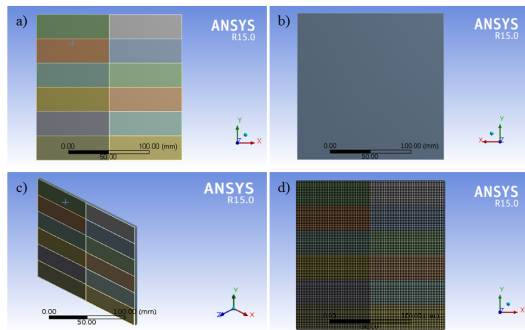 a)
ANSYS
R15.0
Y
X
Z
0.00
100.00 (mm)
50.00
b)
ANSYS
R15.0
Y
X
Z
0.00
100.00 (mm)
50.00
c)
ANSYS
R15.0
Y
Z
X
0.00
100.00 (mm)
50.00
d)
ANSYS
R15.0
Y
X
0.00